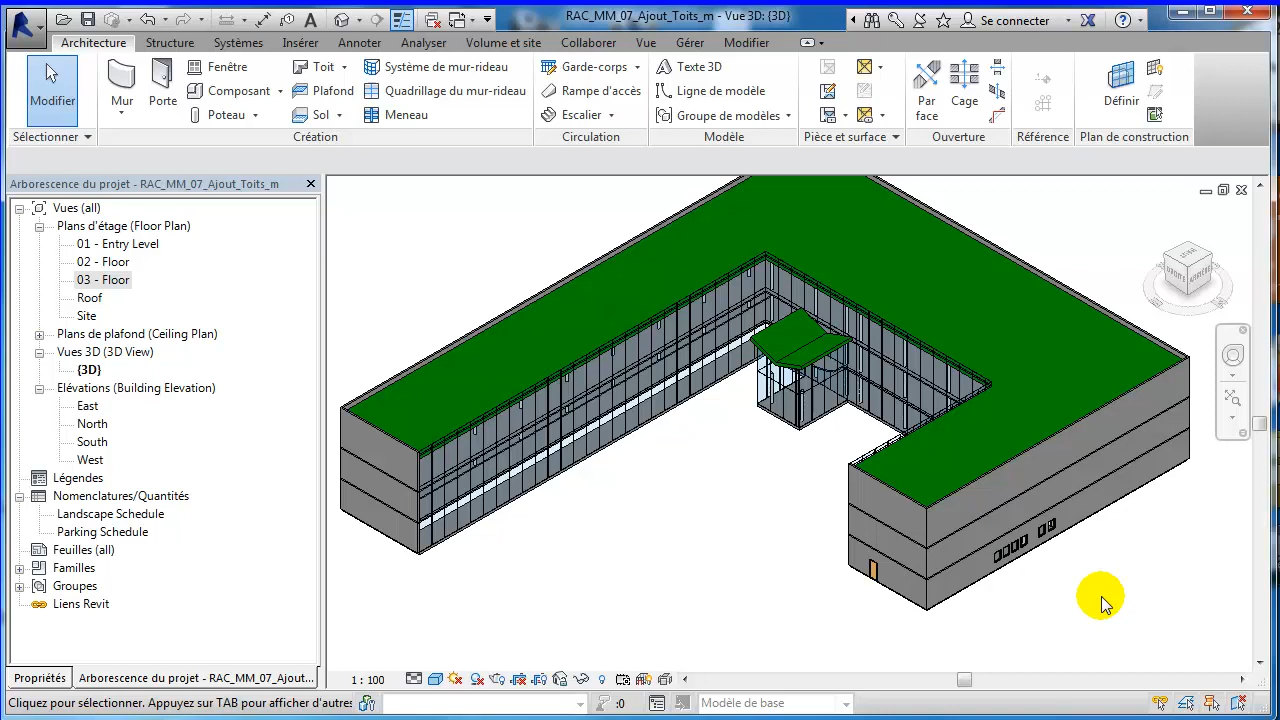 RAC_MM_07_Ajout_Toits_m - Vue 3D: {3D}
Se connecter
Architecture Structure Systèmes Insérer Annoter Analyser Volume et site Collaborer Vue Gérer Modifier
Modifier
Mur
Porte
Fenêtre
Composant
Poteau
Toit
Plafond
Sol
Système de mur-rideau
Quadrillage du mur-rideau
Meneau
Garde-corps
Rampe d'accès
Escalier
Texte 3D
Ligne de modèle
Groupe de modèles
Par face
Cage
Définir
Sélectionner Création Circulation Modèle Pièce et surface Ouverture Référence Plan de construction
Arborescence du projet - RAC_MM_07_Ajout_Toits_m
Vues (all)
Plans d'étage (Floor Plan)
01 - Entry Level
02 - Floor
03 - Floor
Roof
Site
Plans de plafond (Ceiling Plan)
Vues 3D (3D View)
{3D}
Elévations (Building Elevation)
East
North
South
West
Légendes
Nomenclatures/Quantités
Landscape Schedule
Parking Schedule
Feuilles (all)
Familles
Groupes
Liens Revit
Propriétés Arborescence du projet - RAC_MM_07_Ajout...
1 : 100
Cliquez pour sélectionner. Appuyez sur TAB pour afficher d'autres
:0
Modèle de base